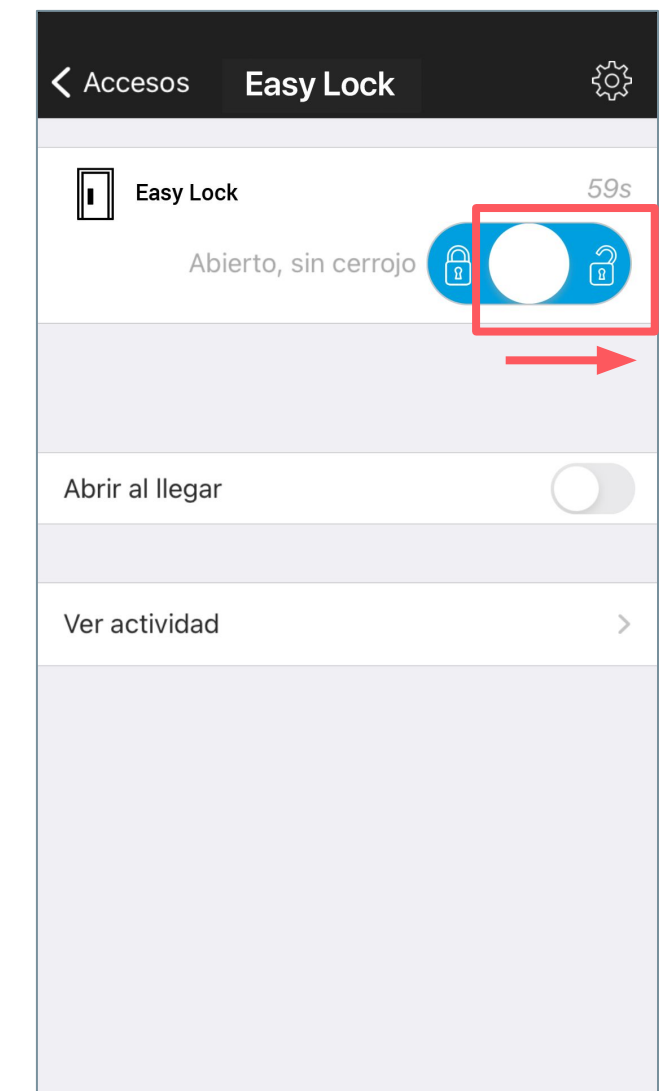 Accesos
Easy Lock
Easy Lock
59s
Abierto, sin cerrojo
Abrir al llegar
Ver actividad